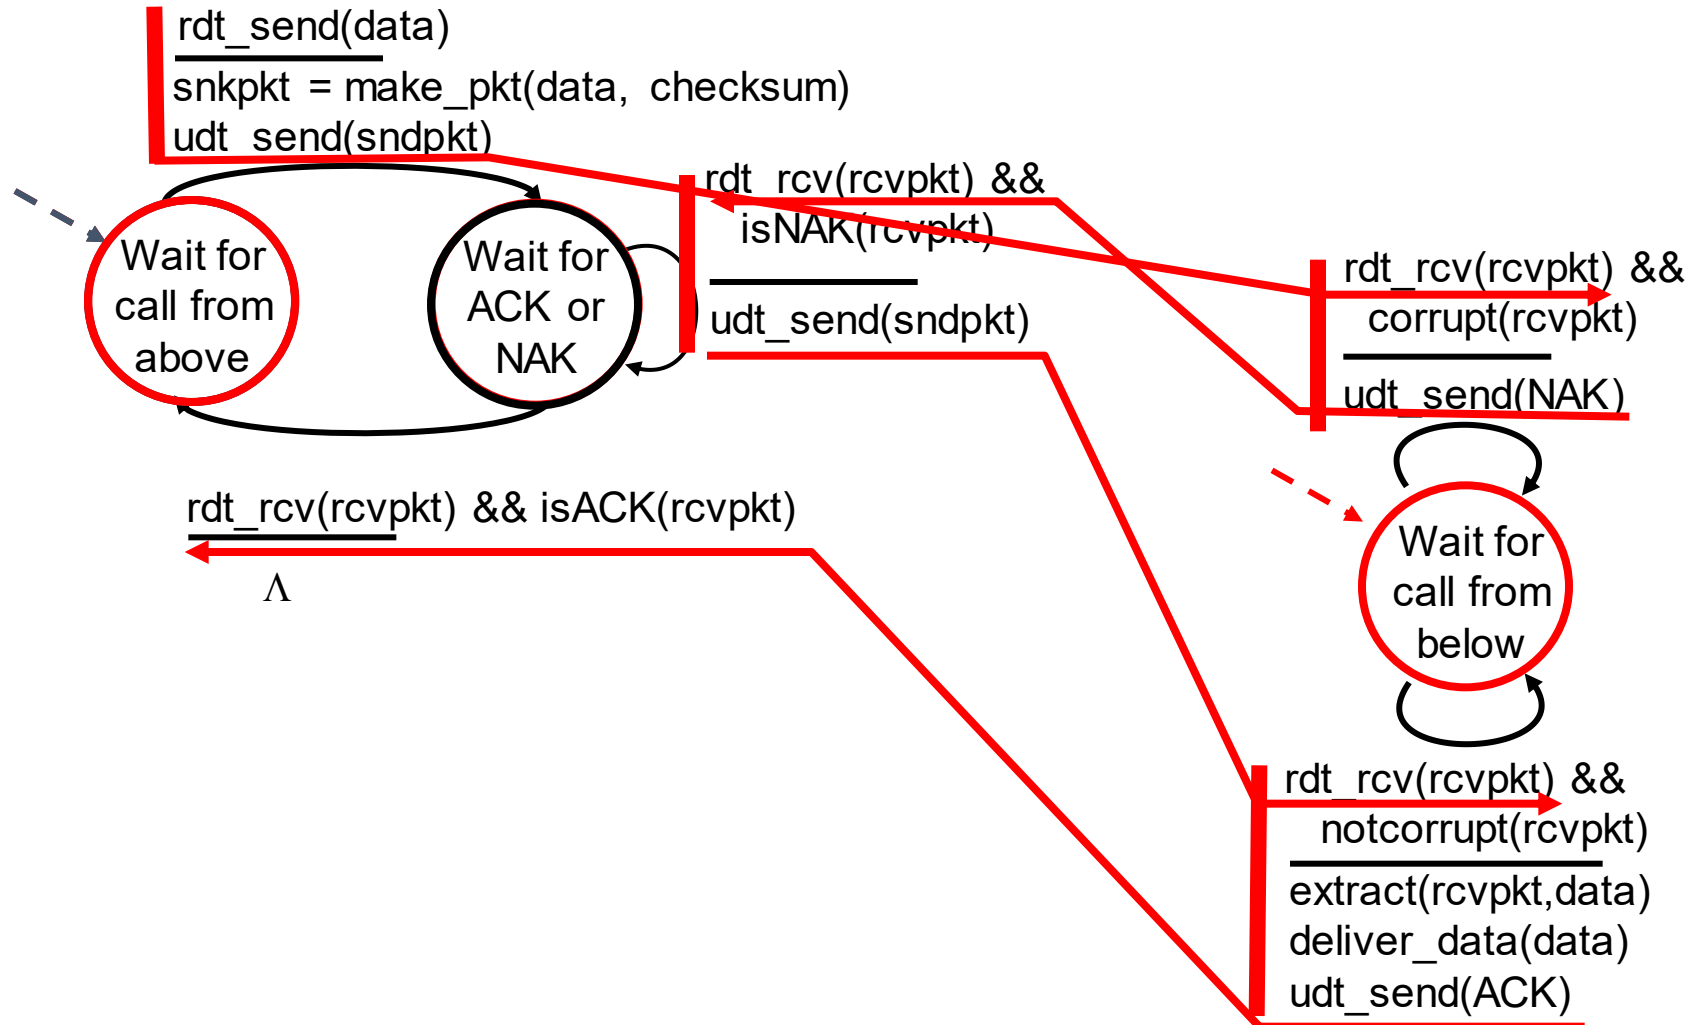 rdt_send(data)
snkpkt = make_pkt(data, checksum)
udt_send(sndpkt)
rdt_rcv(rcvpkt) &&
isNAK(rcvpkt)
udt_send(sndpkt)
Wait for
call from
above
Wait for
ACK or
NAK
rdt_rcv(rcvpkt) &&
corrupt(rcvpkt)
udt_send(NAK)
rdt_rcv(rcvpkt) && isACK(rcvpkt)
Λ
Wait for
call from
below
rdt_rcv(rcvpkt) &&
notcorrupt(rcvpkt)
extract(rcvpkt,data)
deliver_data(data)
udt_send(ACK)